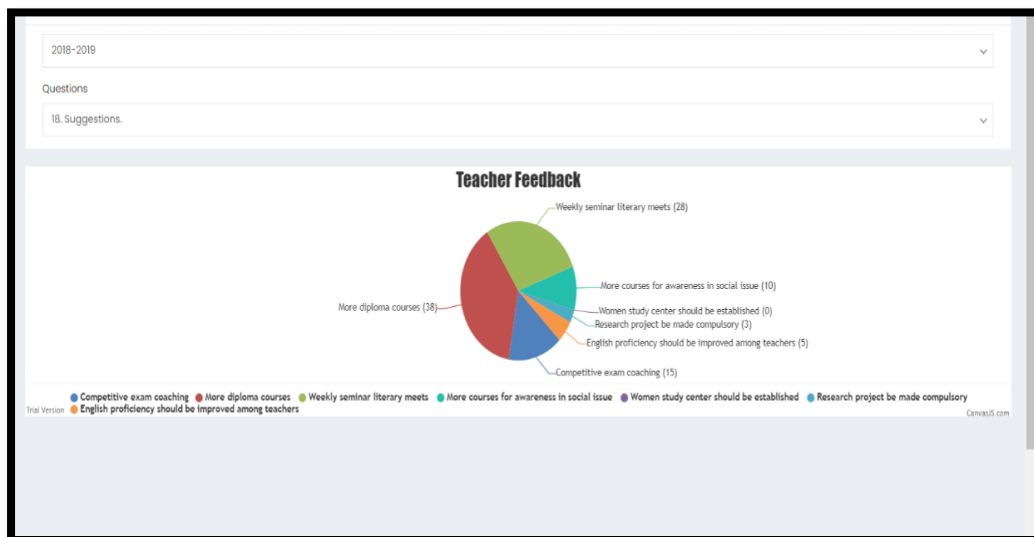 2018-2019
Questions
18. Suggestions.
Teacher Feedback
Weekly seminar literary meets (28)
More courses for awareness in social issue (10)
More diploma courses (38)
Women study center should be established (0)
Research project be made compulsory (3)
English proficiency should be improved among teachers (5)
Competitive exam coaching (15)
Competitive exam coaching More diploma courses Weekly seminar literary meets More courses for awareness in social issue Women study center should be established Research project be made compulsory
English proficiency should be improved among teachers
Trial Version
CanvasJS.com